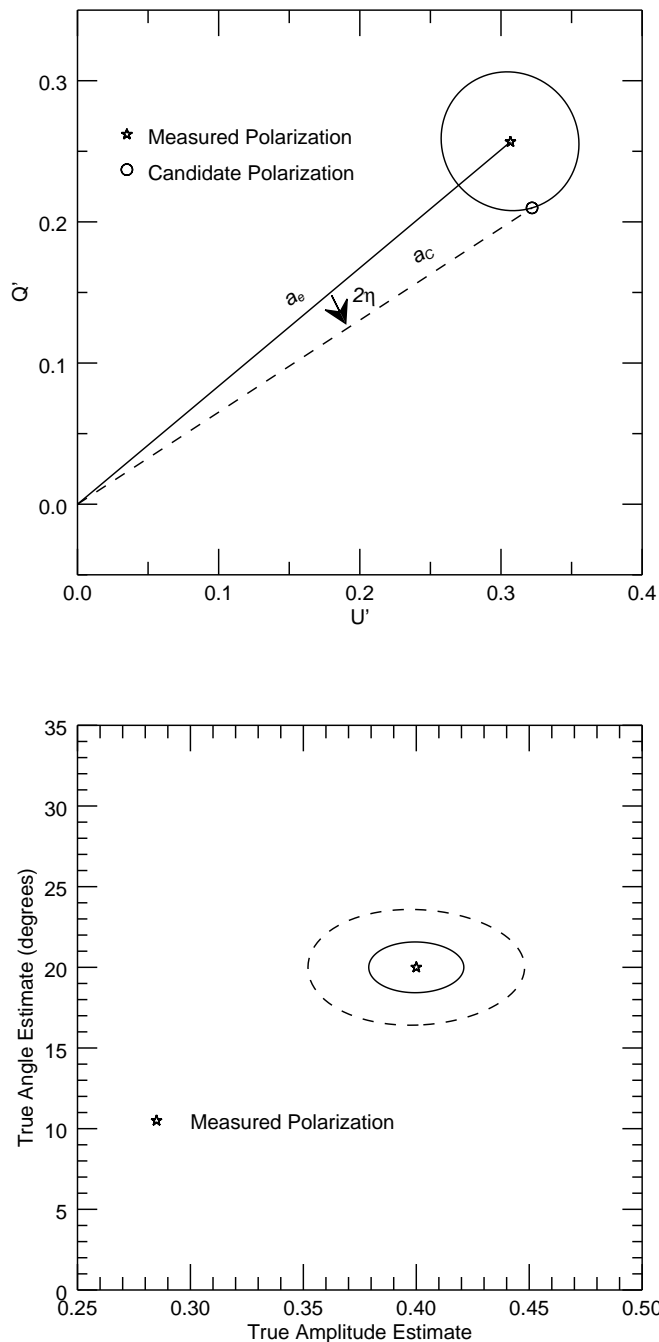 0.3
Measured Polarization
Candidate Polarization
0.2
aC
Q'
ae
2η
0.1
0.0
0.0 0.1 0.2 0.3 0.4
U'
35
30
25
True Angle Estimate (degrees)
20
15
Measured Polarization
10
5
0
0.25 0.30 0.35 0.40 0.45 0.50
True Amplitude Estimate